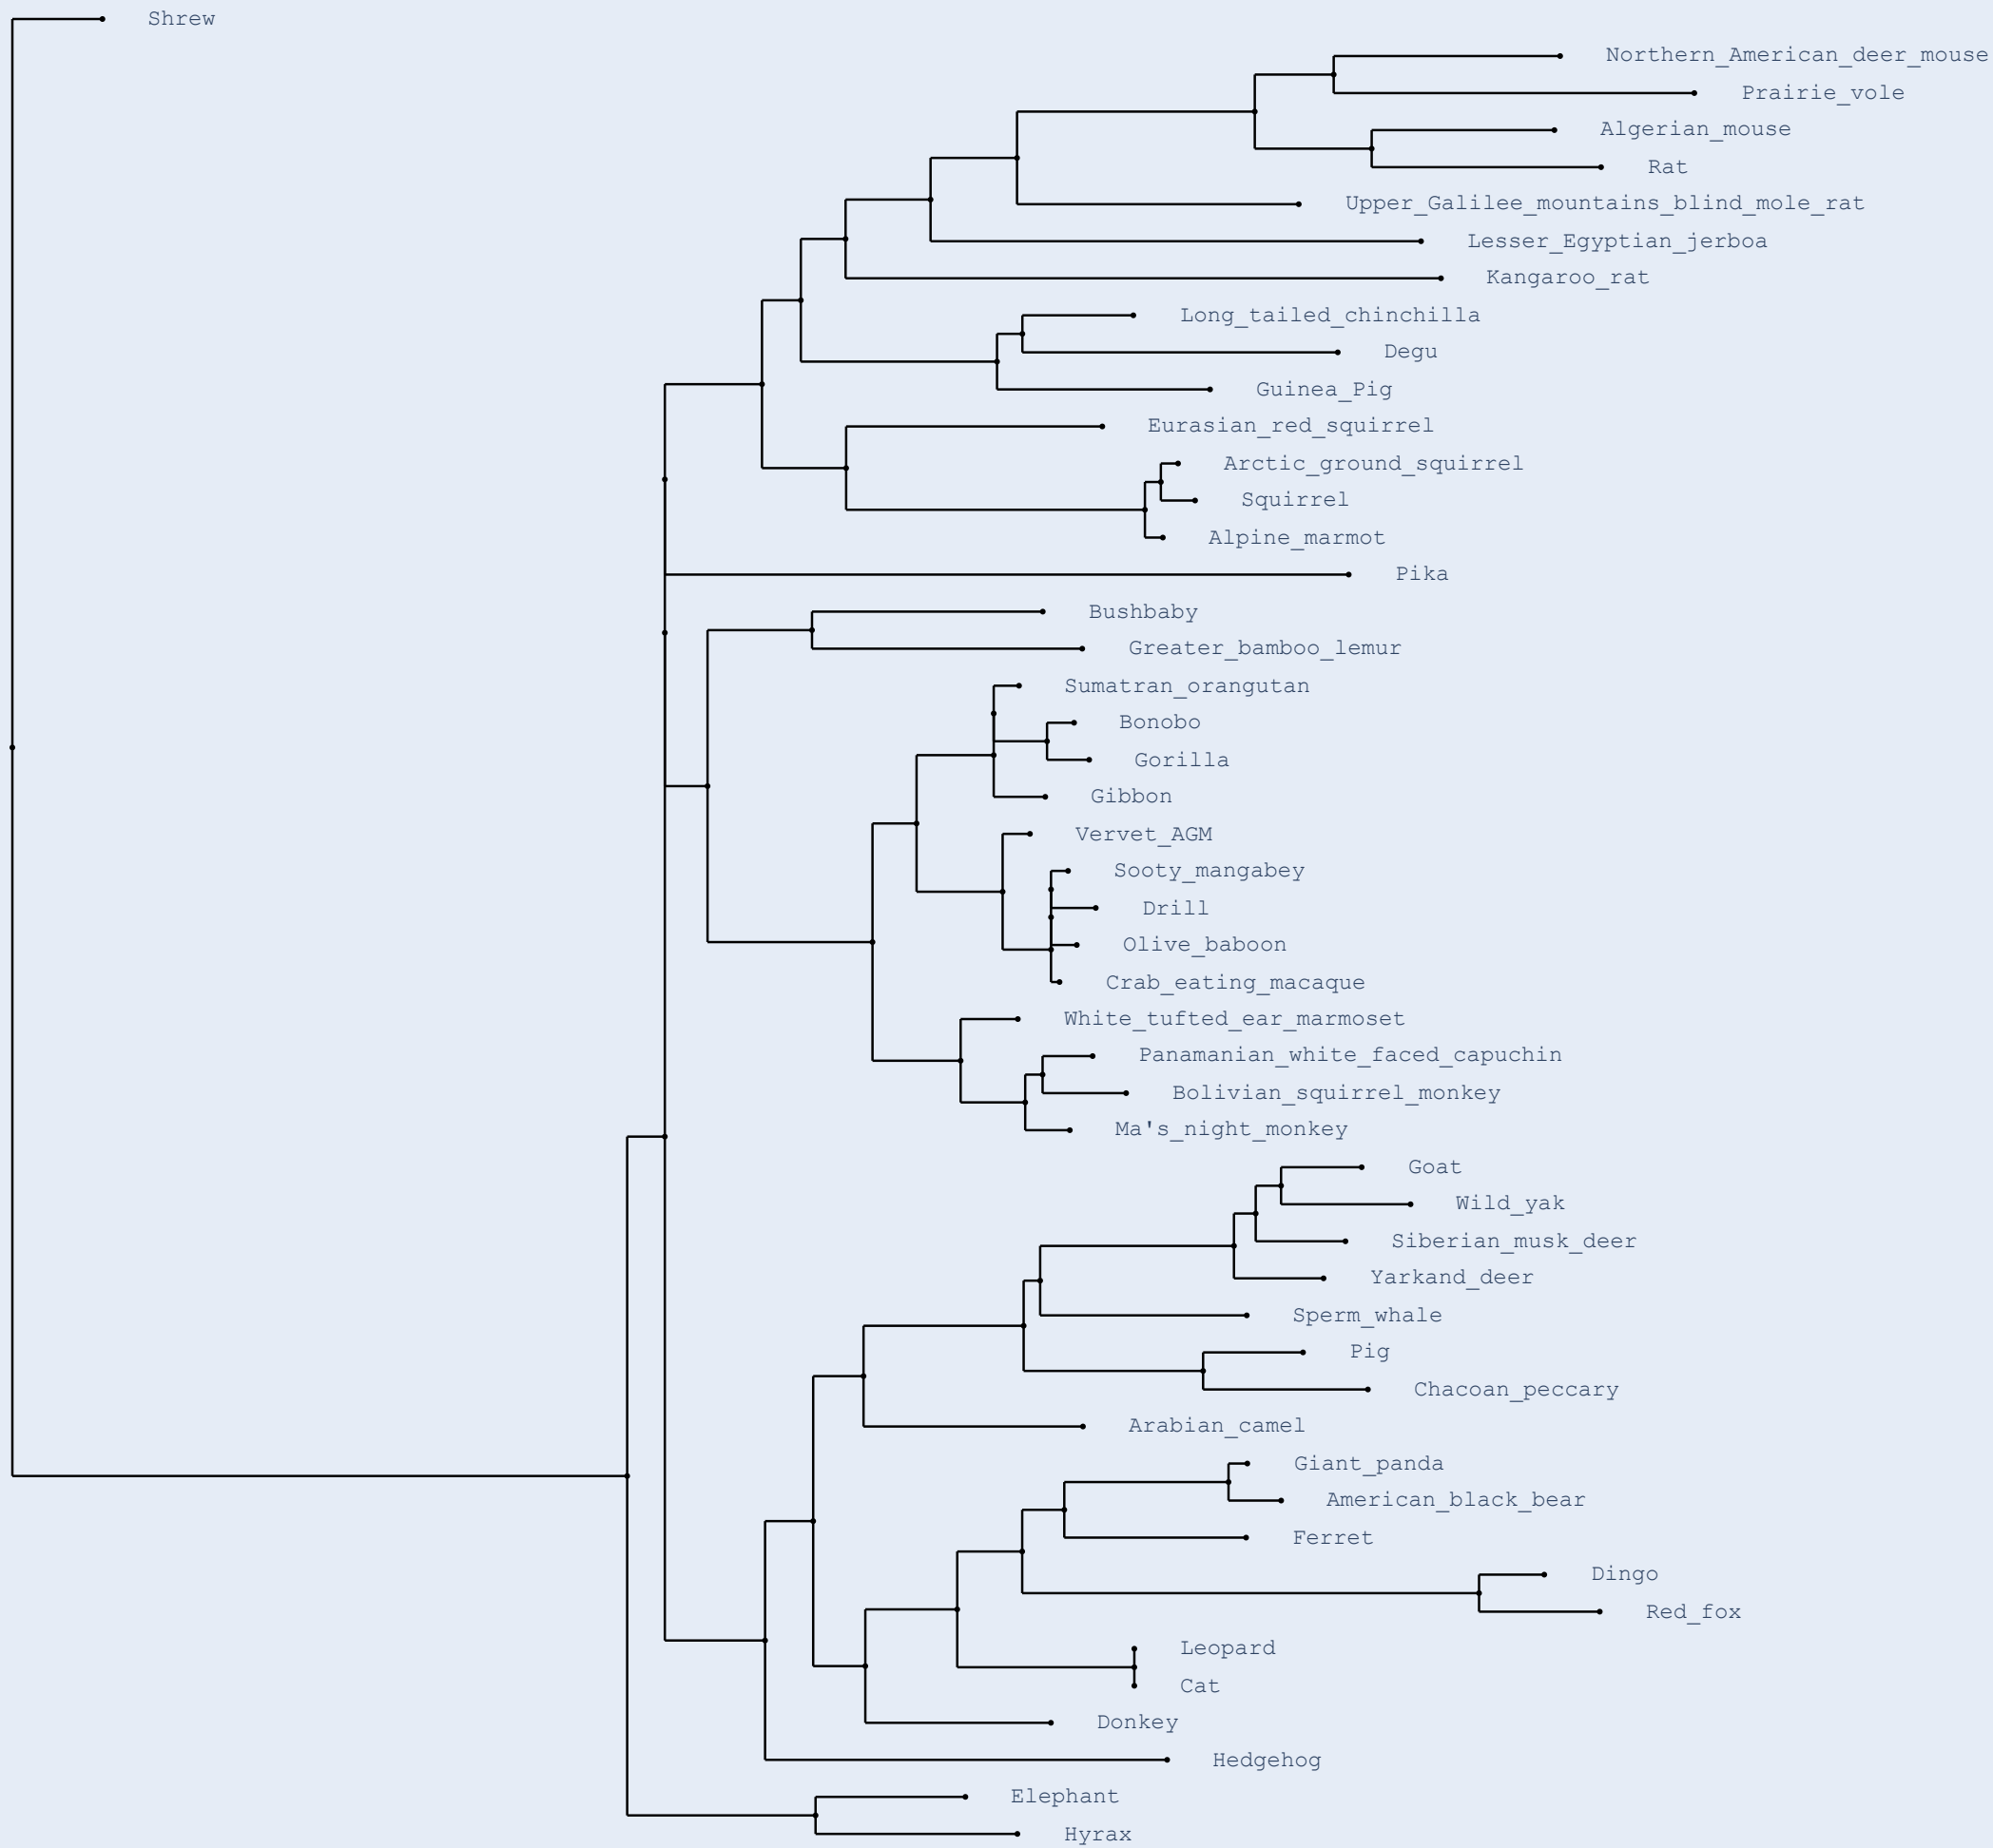 Shrew
Northern_American_deer_mouse
Prairie_vole
Algerian_mouse
Rat
Upper_Galilee_mountains_blind_mole_rat
Lesser_Egyptian_jerboa
Kangaroo_rat
Long_tailed_chinchilla
Degu
Guinea_Pig
Eurasian_red_squirrel
Arctic_ground_squirrel
Squirrel
Alpine_marmot
Pika
Bushbaby
Greater_bamboo_lemur
Sumatran_orangutan
Bonobo
Gorilla
Gibbon
Vervet_AGM
Sooty_mangabey
Drill
Olive_baboon
Crab_eating_macaque
White_tufted_ear_marmoset
Panamanian_white_faced_capuchin
Bolivian_squirrel_monkey
Ma's_night_monkey
Goat
Wild_yak
Siberian_musk_deer
Yarkand_deer
Sperm_whale
Pig
Chacoan_peccary
Arabian_camel
Giant_panda
American_black_bear
Ferret
Dingo
Red_fox
Leopard
Cat
Donkey
Hedgehog
Elephant
Hyrax